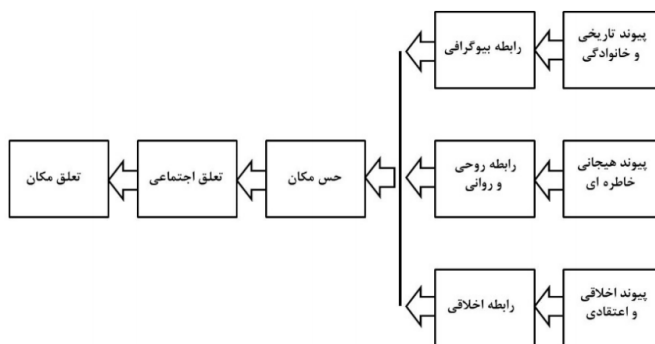 پیوند تاریخی
و خانوادگی
رابطه بیوگرافی
پیوند هیجانی
خاطره ای
رابطه روحی
و روانی
حس مکان
تعلق اجتماعی
تعلق مکان
پیوند اخلاقی
و اعتقادی
رابطه اخلاقی